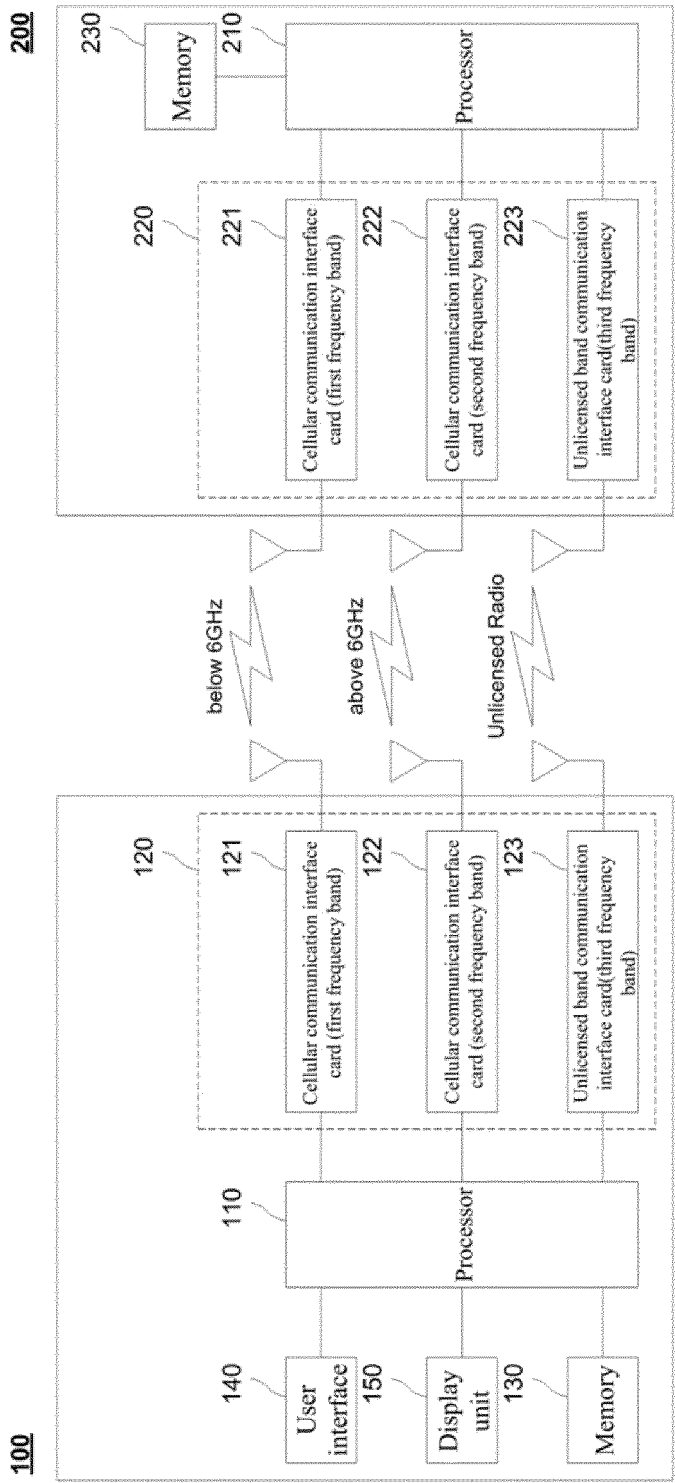 100
140
User
interface
150
Display
unit
130
Memory
110
Processor
120
121
Cellular communication interface
card (first frequency band)
122
Cellular communication interface
card (second frequency band)
123
Unlicensed band communication
interface card(third frequency
band)
below 6GHz
above 6GHz
Unlicensed Radio
200
220
221
Cellular communication interface
card (first frequency band)
222
Cellular communication interface
card (second frequency band)
223
Unlicensed band communication
interface card(third frequency
band)
230
Memory
210
Processor